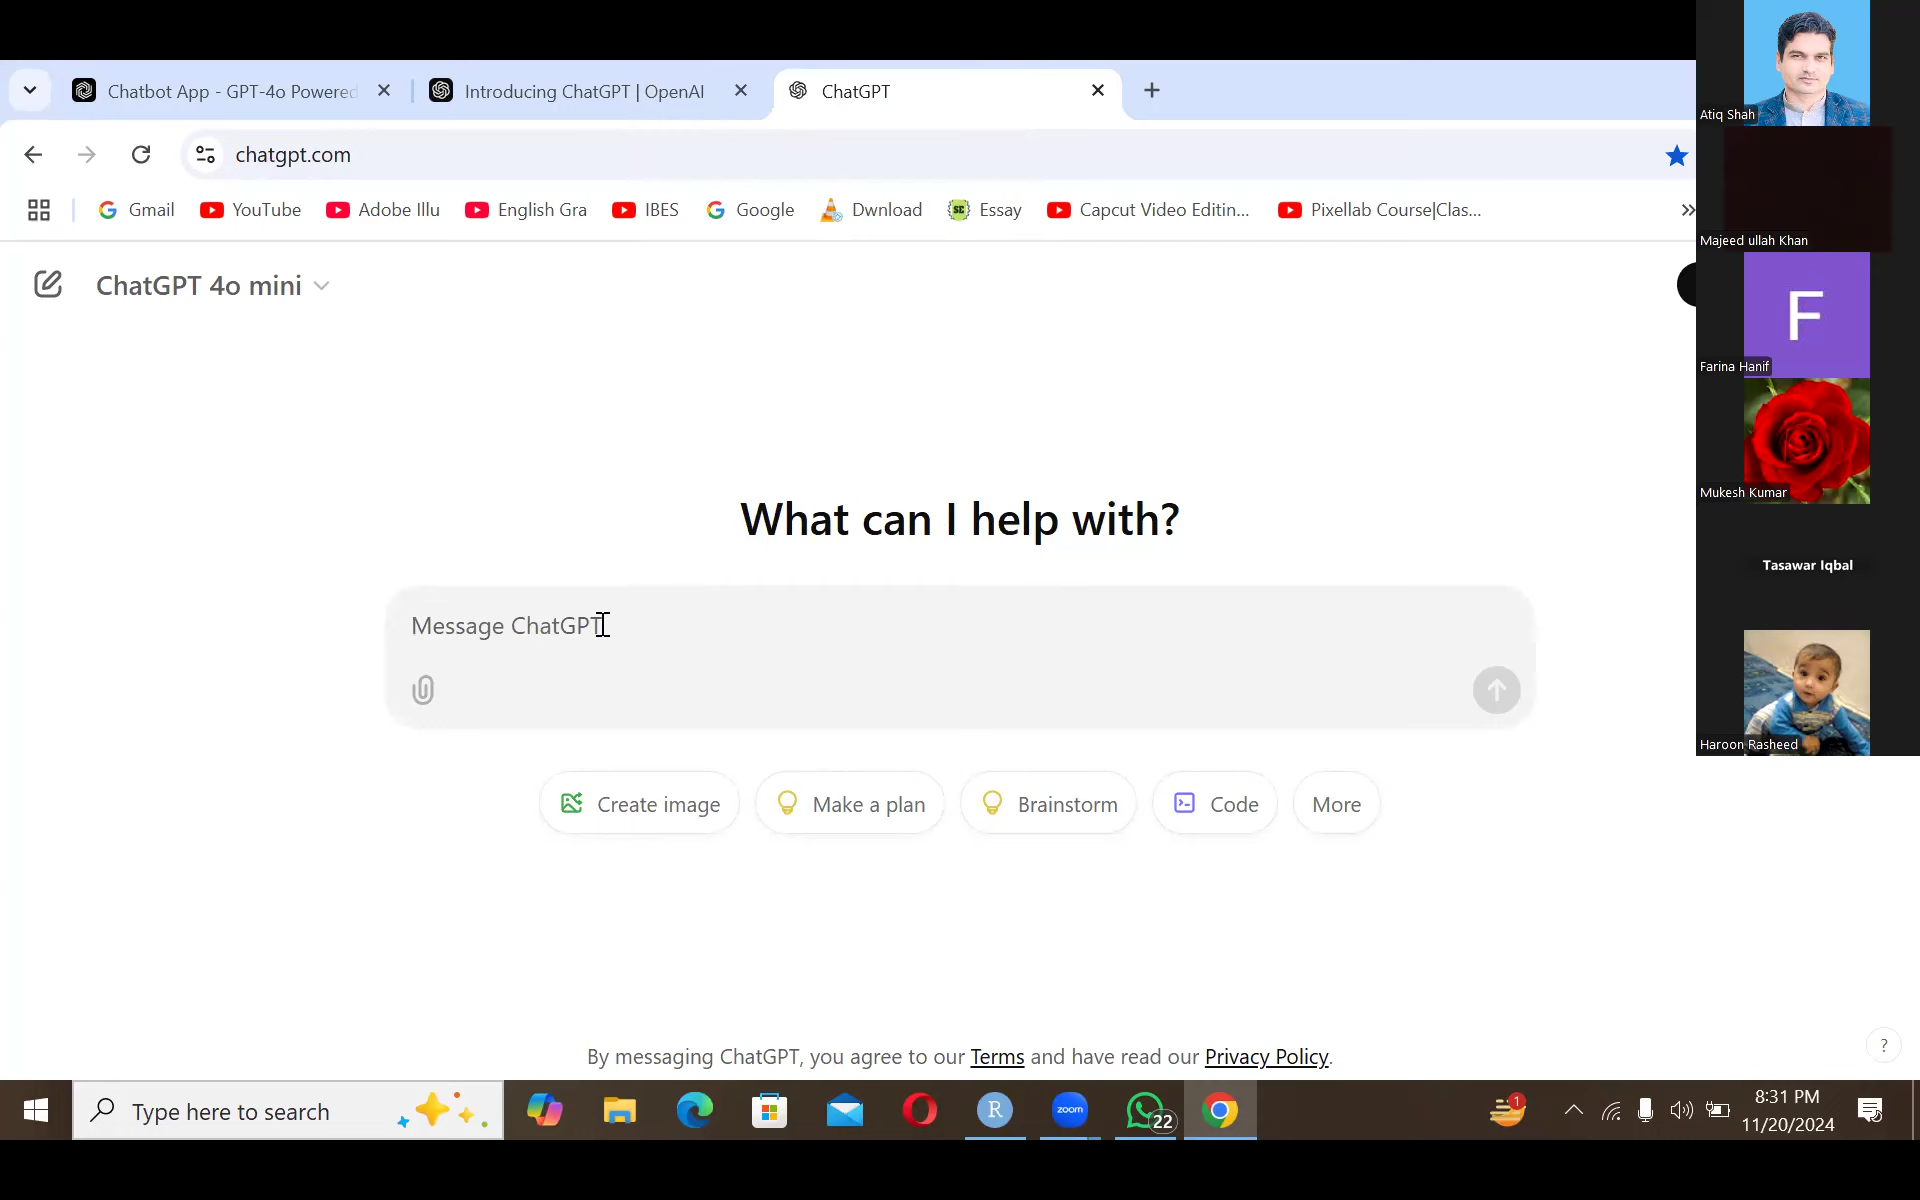 Chatbot App - GPT-4o Powered
Introducing ChatGPT | OpenAI
ChatGPT
chatgpt.com
Gmail
YouTube
Adobe Illu
English Gra
IBES
Google
Dwnload
SE
Essay
Capcut Video Editin...
Pixellab Course|Clas...
ChatGPT 4o mini
What can I help with?
Message ChatGPT
Create image
Make a plan
Brainstorm
Code
More
By messaging ChatGPT, you agree to our Terms and have read our Privacy Policy.
?
Atiq Shah
Majeed ullah Khan
F
Farina Hanif
Mukesh Kumar
Tasawar Iqbal
Haroon Rasheed
Type here to search
R
zoom
22
1
8:31 PM
11/20/2024